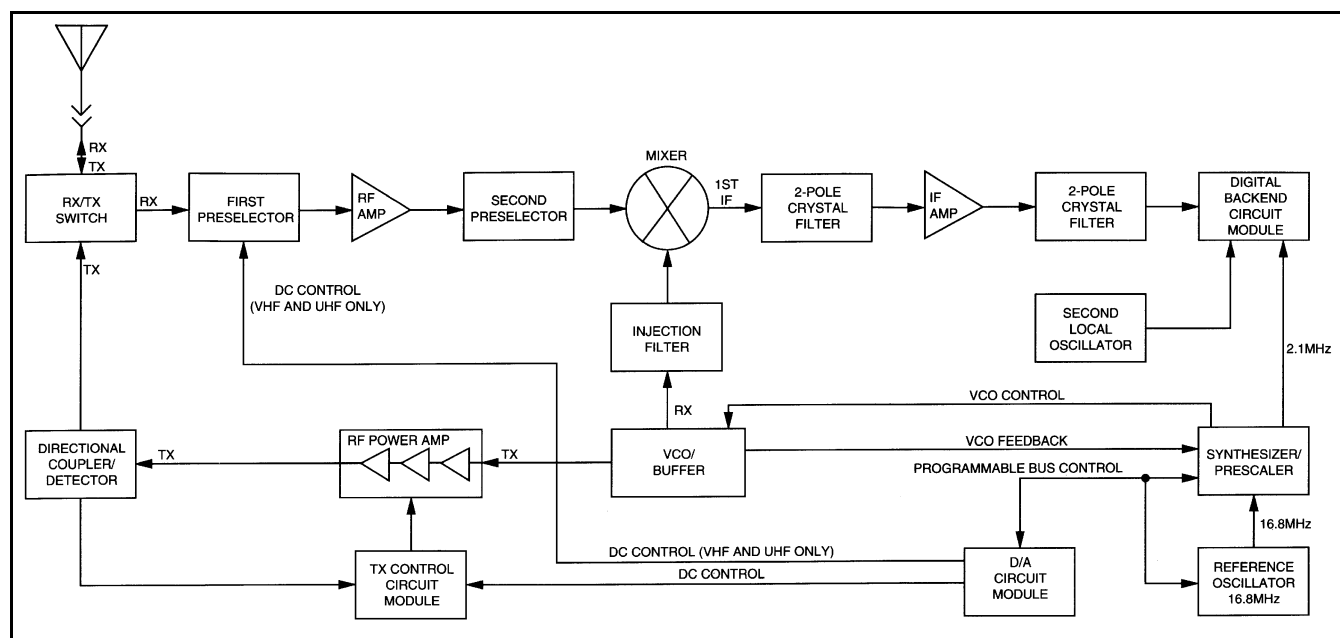 RX
TX
RX/TX
SWITCH
RX
FIRST
PRESELECTOR
RF
AMP
SECOND
PRESELECTOR
MIXER
1ST
IF
2-POLE
CRYSTAL
FILTER
IF
AMP
2-POLE
CRYSTAL
FILTER
DIGITAL
BACKEND
CIRCUIT
MODULE
TX
DC CONTROL
(VHF AND UHF ONLY)
INJECTION
FILTER
SECOND
LOCAL
OSCILLATOR
2.1MHz
RX
VCO CONTROL
DIRECTIONAL
COUPLER/
DETECTOR
TX
RF POWER AMP
TX
VCO/
BUFFER
VCO FEEDBACK
SYNTHESIZER/
PRESCALER
PROGRAMMABLE BUS CONTROL
16.8MHz
TX CONTROL
CIRCUIT
MODULE
DC CONTROL (VHF AND UHF ONLY)
DC CONTROL
D/A
CIRCUIT
MODULE
REFERENCE
OSCILLATOR
16.8MHz